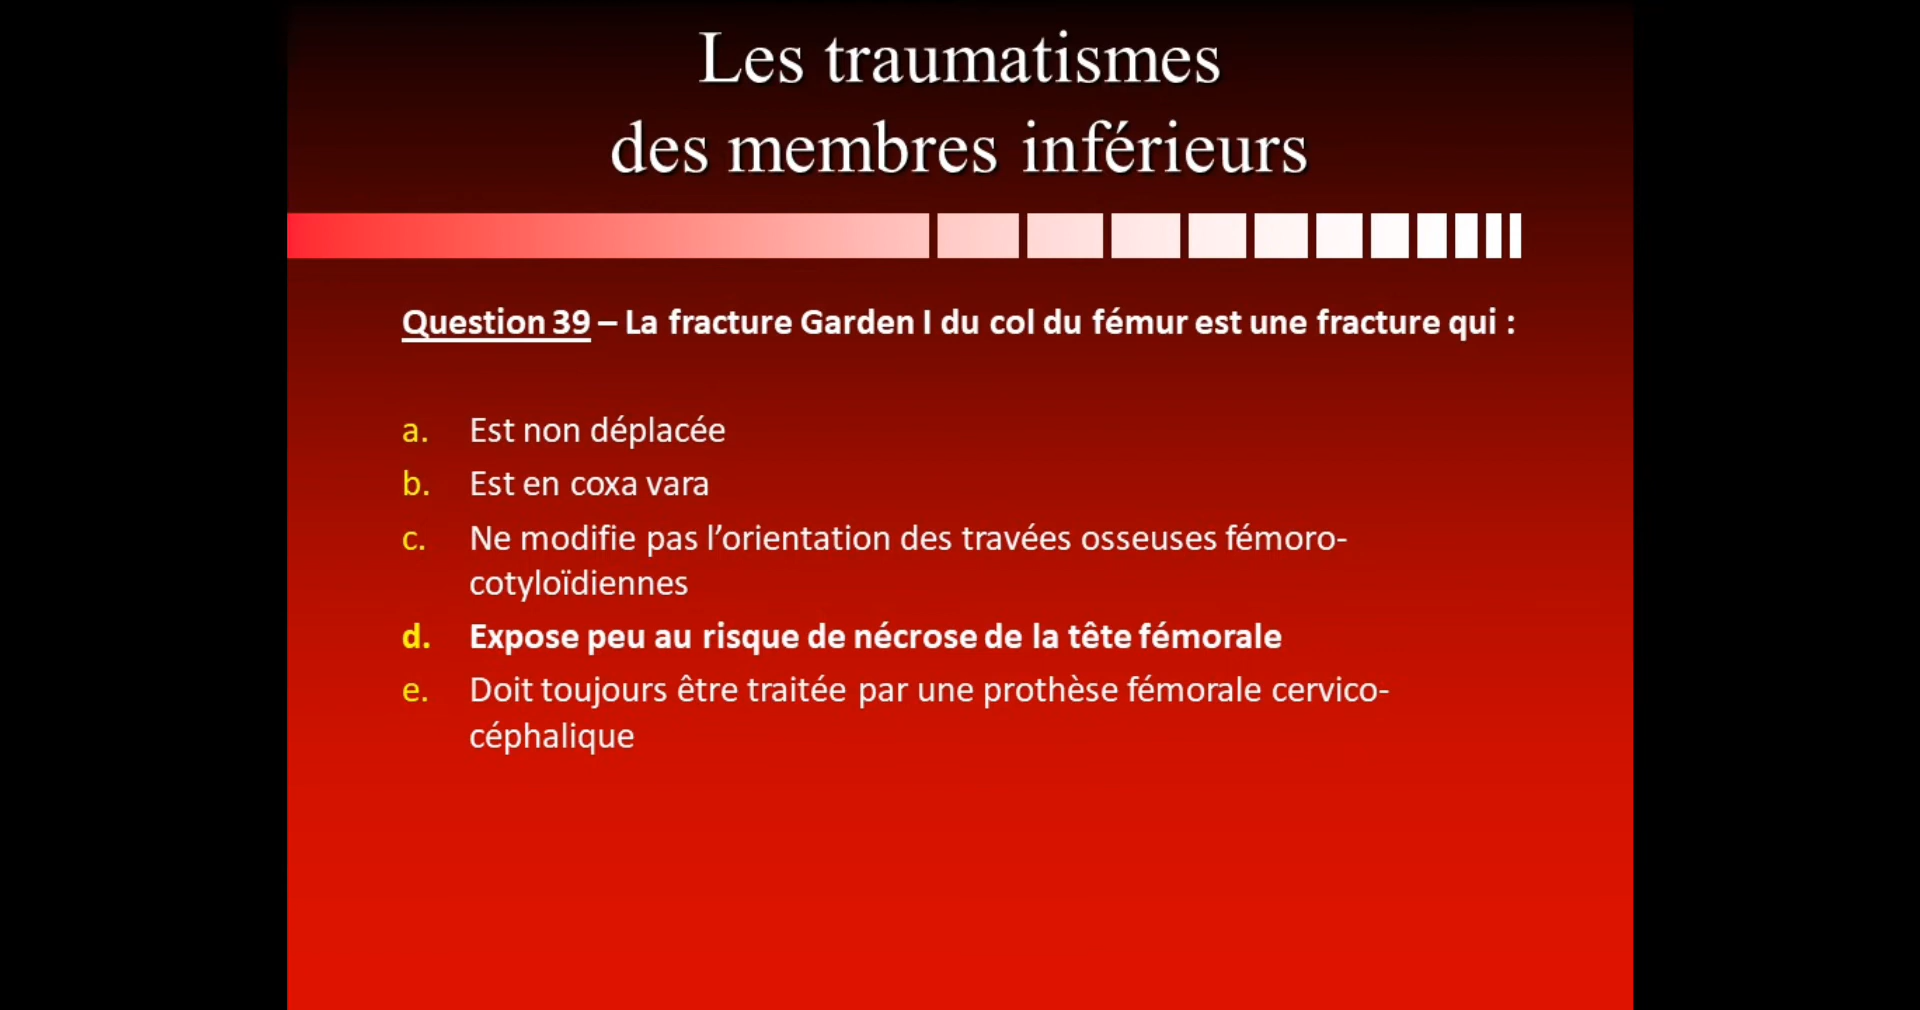 Les traumatismes
des membres inférieurs
Question 39 – La fracture Garden I du col du fémur est une fracture qui :
a. Est non déplacée
b. Est en coxa vara
c. Ne modifie pas l’orientation des travées osseuses fémoro-
cotyloïdiennes
d. Expose peu au risque de nécrose de la tête fémorale
e. Doit toujours être traitée par une prothèse fémorale cervico-
céphalique